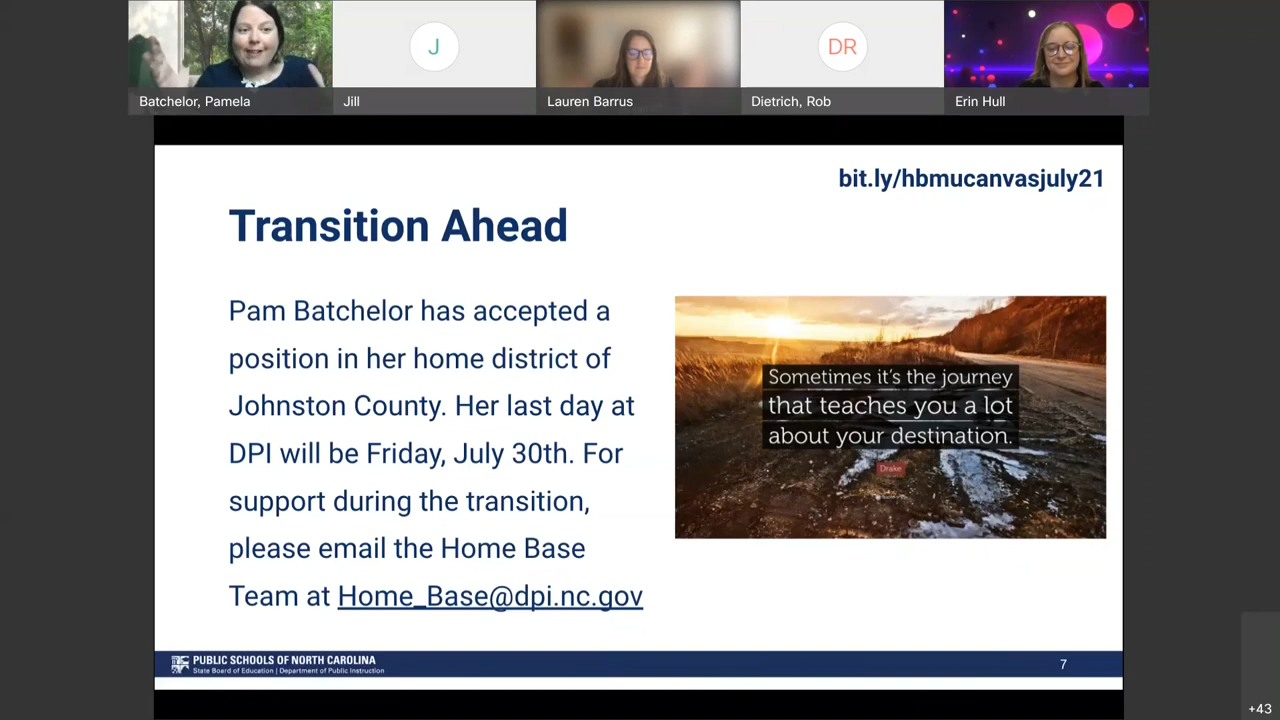 J
DR
Batchelor, Pamela
Jill
Lauren Barrus
Dietrich, Rob
Erin Hull
bit.ly/hbmucanvasjuly21
Transition Ahead
Pam Batchelor has accepted a
position in her home district of
Johnston County. Her last day at
DPI will be Friday, July 30th. For
support during the transition,
please email the Home Base
Team at Home_Base@dpi.nc.gov
Sometimes it's the journey
that teaches you a lot
about your destination.
Drake
PUBLIC SCHOOLS OF NORTH CAROLINA
State Board of Education | Department of Public Instruction
7
+43